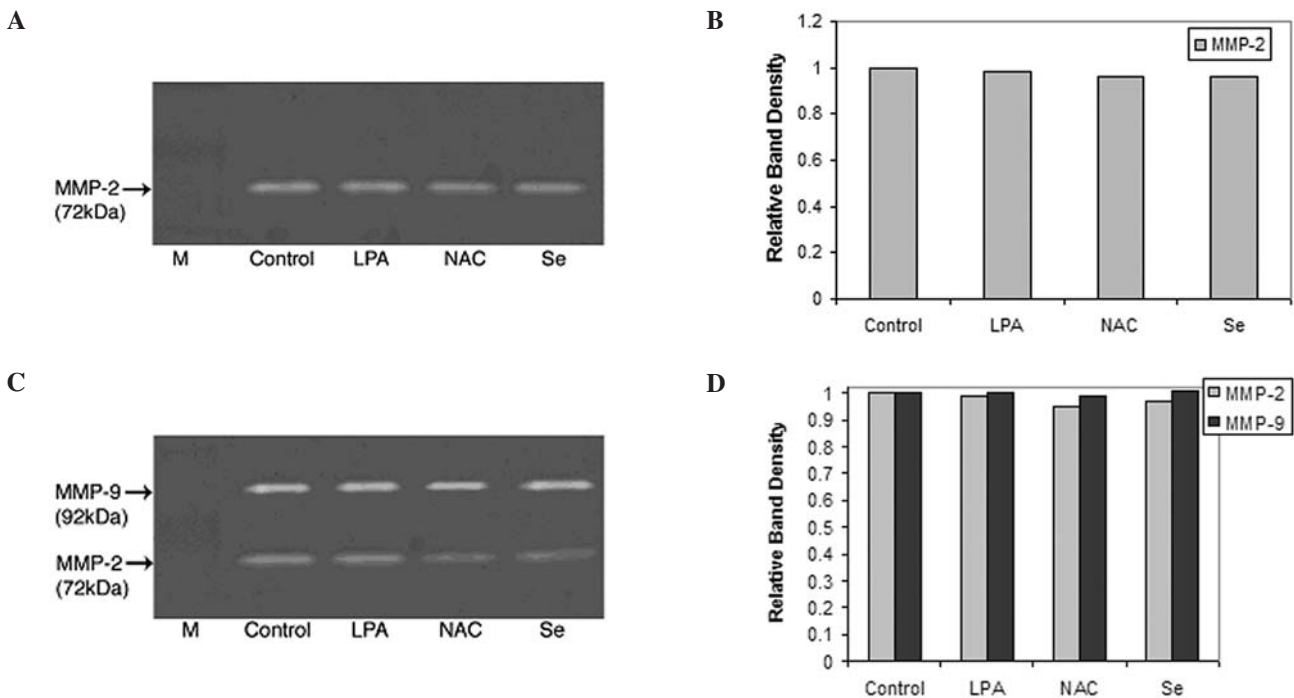 A
MMP-2
(72kDa)
M Control LPA NAC Se
B
Relative Band Density
1.2
1
0.8
0.6
0.4
0.2
0
MMP-2
Control LPA NAC Se
C
MMP-9
(92kDa)
MMP-2
(72kDa)
M Control LPA NAC Se
D
Relative Band Density
1
0.9
0.8
0.7
0.6
0.5
0.4
0.3
0.2
0.1
0
MMP-2
MMP-9
Control LPA NAC Se